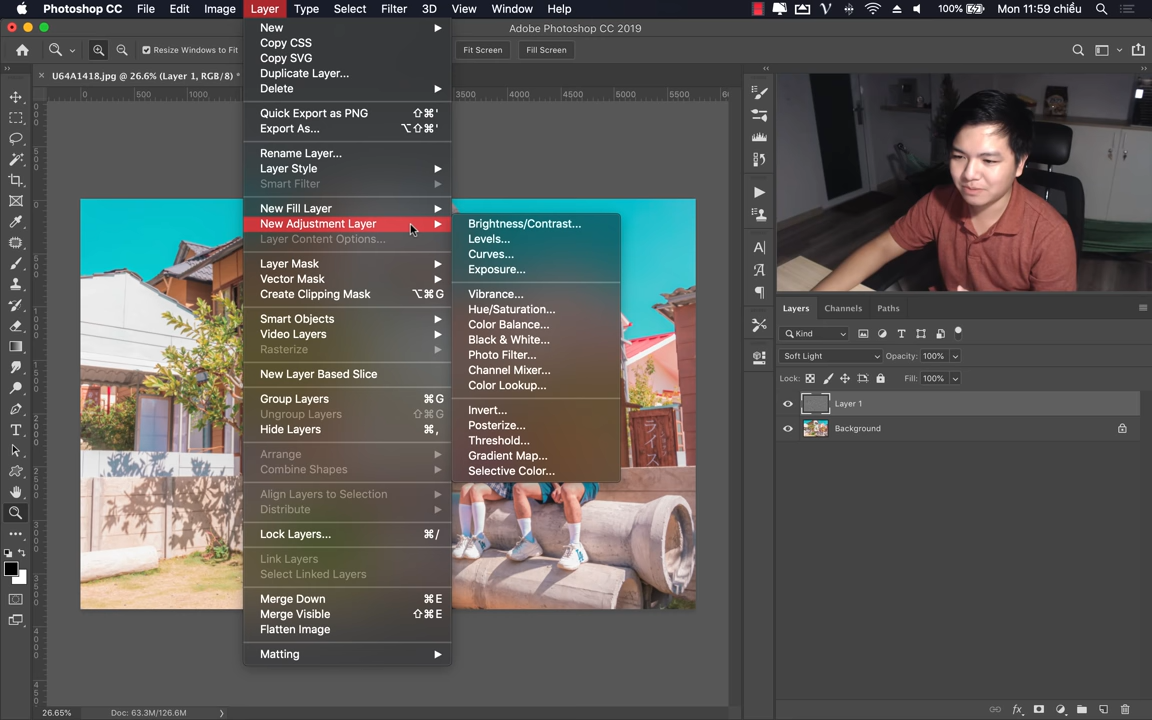 Photoshop CC File Edit Image Layer Type Select Filter 3D View Window Help 100% Mon 11:59 chiều
Adobe Photoshop CC 2019
Resize Windows to Fit Fit Screen Fill Screen
U64A1418.jpg @ 26.6% (Layer 1, RGB/8) *
0 500 1000 3500 4000 4500 5000 5500
New
Copy CSS
Copy SVG
Duplicate Layer...
Delete
Quick Export as PNG ⇧⌘'
Export As... ⌥⇧⌘'
Rename Layer...
Layer Style
Smart Filter
New Fill Layer
New Adjustment Layer
Layer Content Options...
Layer Mask
Vector Mask
Create Clipping Mask ⌥⌘G
Smart Objects
Video Layers
Rasterize
New Layer Based Slice
Group Layers ⌘G
Ungroup Layers ⇧⌘G
Hide Layers ⌘,
Arrange
Combine Shapes
Align Layers to Selection
Distribute
Lock Layers... ⌘/
Link Layers
Select Linked Layers
Merge Down ⌘E
Merge Visible ⇧⌘E
Flatten Image
Matting
Brightness/Contrast...
Levels...
Curves...
Exposure...
Vibrance...
Hue/Saturation...
Color Balance...
Black & White...
Photo Filter...
Channel Mixer...
Color Lookup...
Invert...
Posterize...
Threshold...
Gradient Map...
Selective Color...
ライス
Layers Channels Paths
Kind
Soft Light Opacity: 100%
Lock: Fill: 100%
Layer 1
Background
26.65% Doc: 63.3M/126.6M